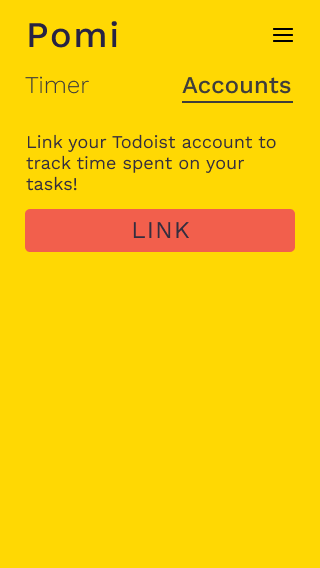 Pomi
Timer
Accounts
Link your Todoist account to
track time spent on your
tasks!
LINK